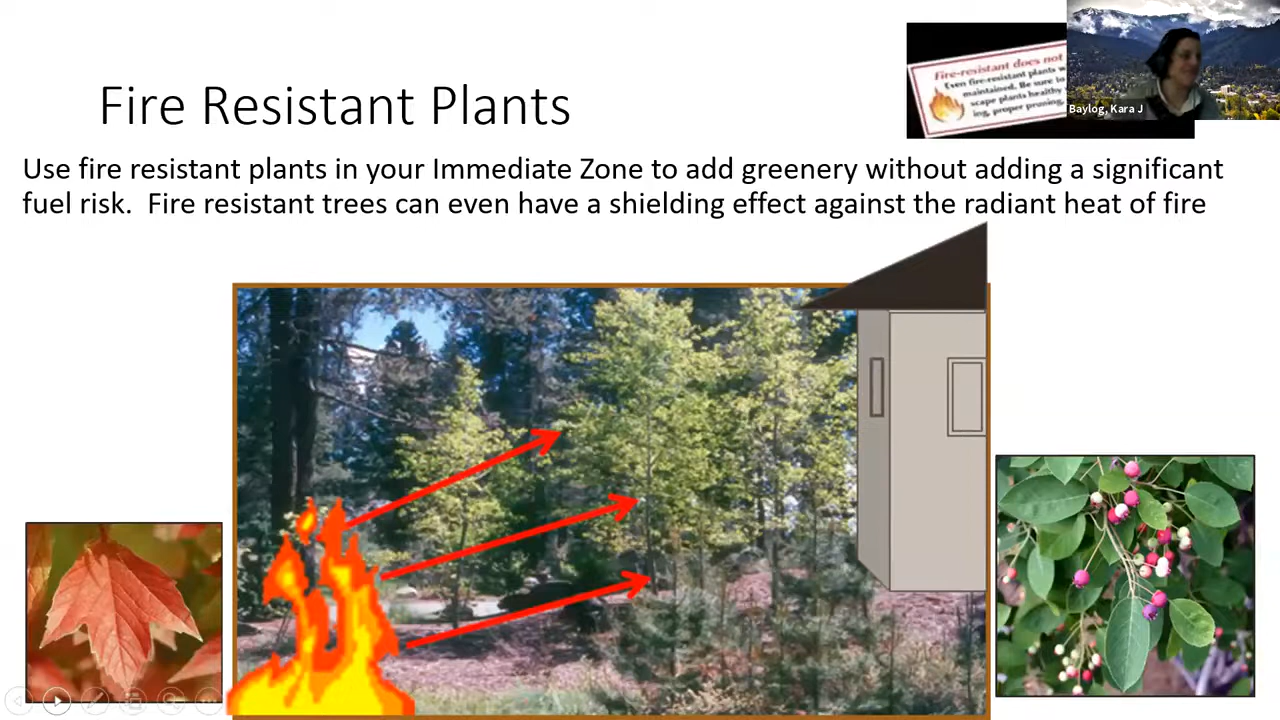 Fire-resistant does not
Even fire-resistant plants
maintained. Be sure to
scape plants healthy
ing, proper pruning,
Baylog, Kara J
Fire Resistant Plants
Use fire resistant plants in your Immediate Zone to add greenery without adding a significant
fuel risk.  Fire resistant trees can even have a shielding effect against the radiant heat of fire